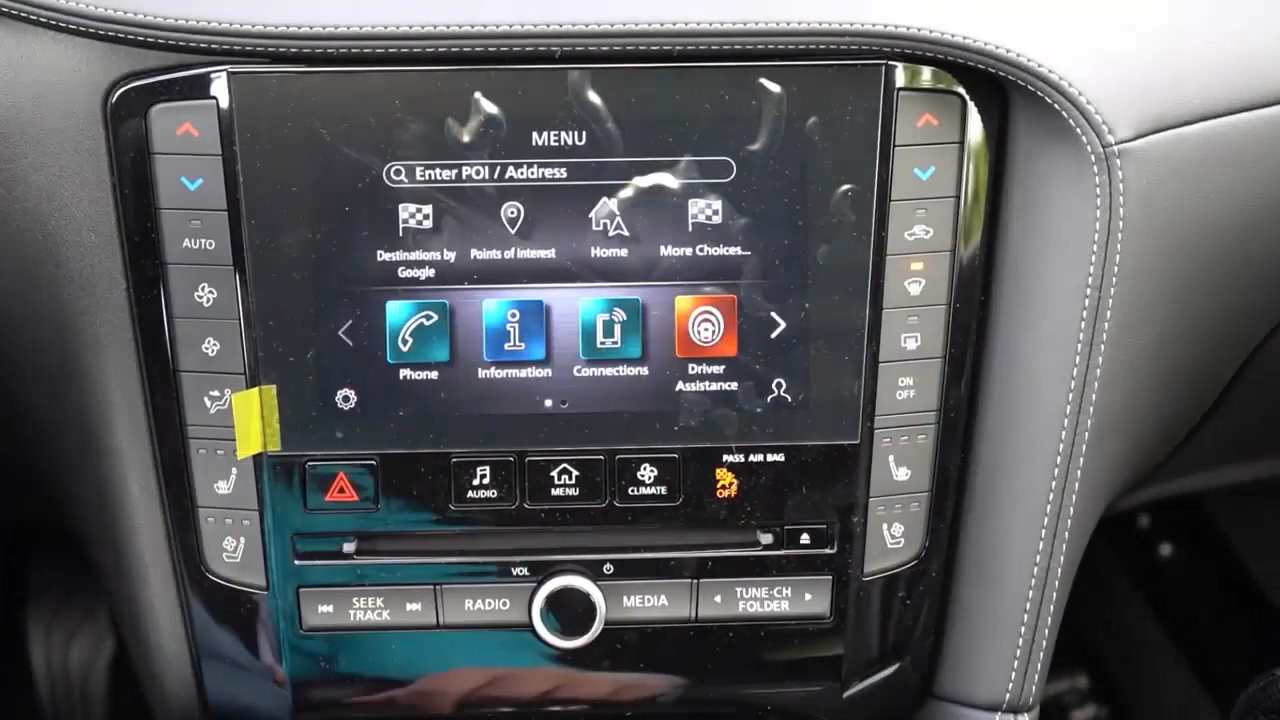 MENU
Enter POI / Address
Destinations by
Google
Points of Interest
Home
More Choices...
Phone
Information
Connections
Driver
Assistance
AUTO
ON
OFF
PASS AIR BAG
OFF
AUDIO
MENU
CLIMATE
VOL
SEEK
TRACK
RADIO
MEDIA
TUNE·CH
FOLDER